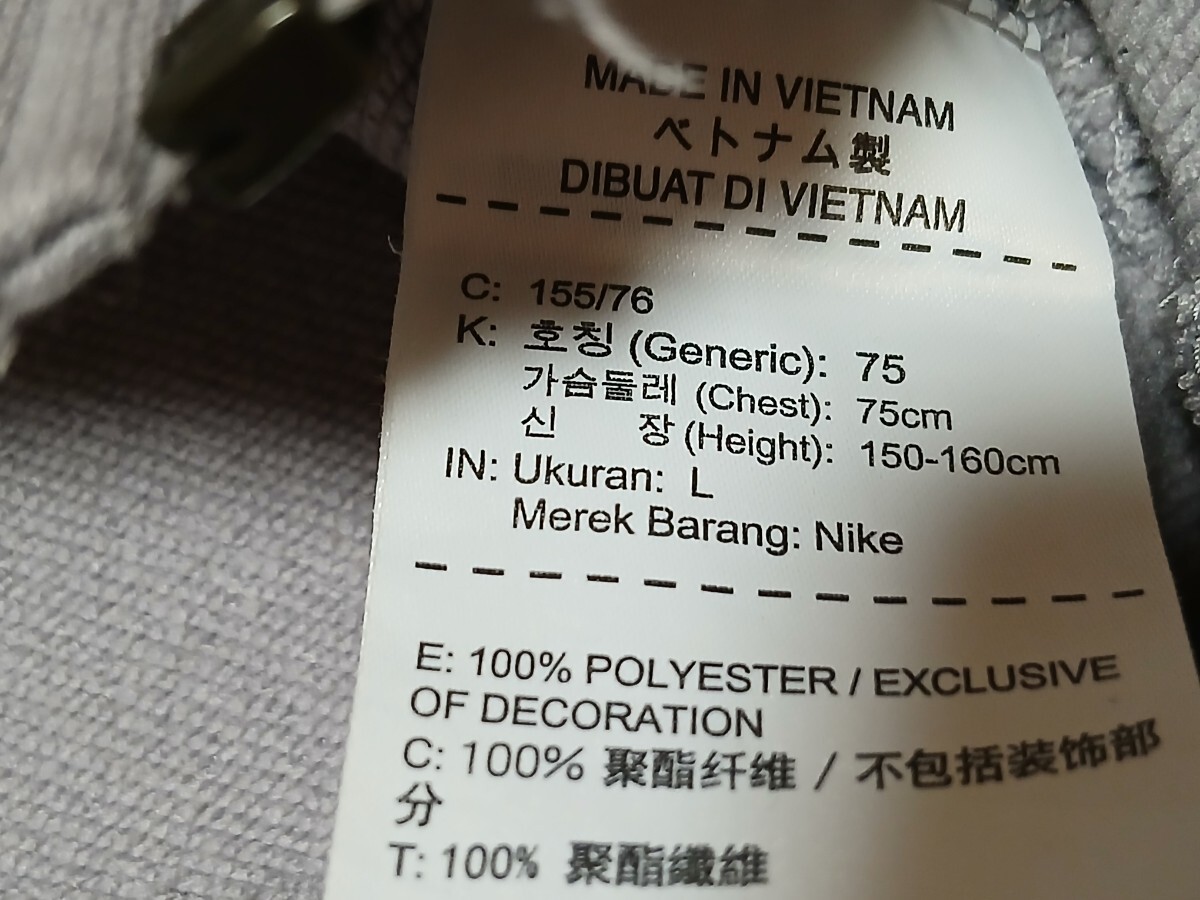 MADE IN VIETNAM
ベトナム製
DIBUAT DI VIETNAM
C: 155/76
K: 호칭 (Generic): 75
가슴둘레 (Chest): 75cm
신 장 (Height): 150-160cm
IN: Ukuran: L
Merek Barang: Nike
E: 100% POLYESTER / EXCLUSIVE
OF DECORATION
C: 100% 聚酯纤维 / 不包括装饰部
分
T: 100% 聚酯纖維